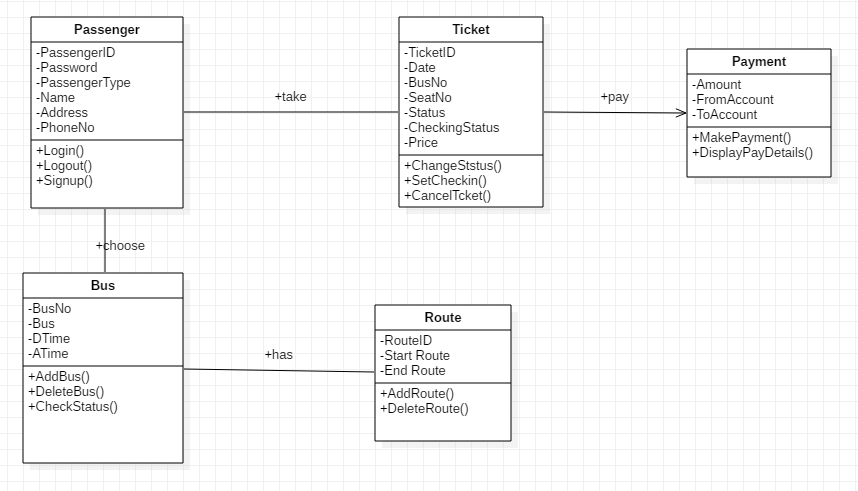 Passenger
-PassengerID
-Password
-PassengerType
-Name
-Address
-PhoneNo
+Login()
+Logout()
+Signup()
+take
Ticket
-TicketID
-Date
-BusNo
-SeatNo
-Status
-CheckingStatus
-Price
+ChangeStstus()
+SetCheckin()
+CancelTcket()
+pay
Payment
-Amount
-FromAccount
-ToAccount
+MakePayment()
+DisplayPayDetails()
+choose
Bus
-BusNo
-Bus
-DTime
-ATime
+AddBus()
+DeleteBus()
+CheckStatus()
+has
Route
-RouteID
-Start Route
-End Route
+AddRoute()
+DeleteRoute()